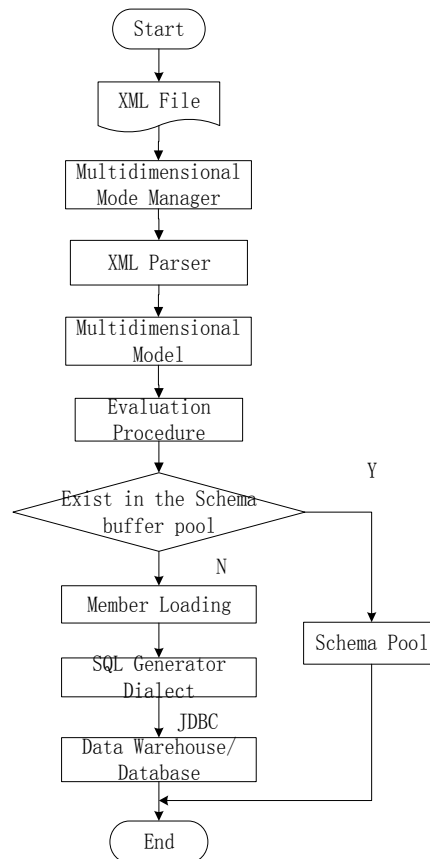 Start
XML File
Multidimensional
Mode Manager
XML Parser
Multidimensional
Model
Evaluation
Procedure
Exist in the Schema
buffer pool
Y
N
Member Loading
Schema Pool
SQL Generator
Dialect
JDBC
Data Warehouse/
Database
End